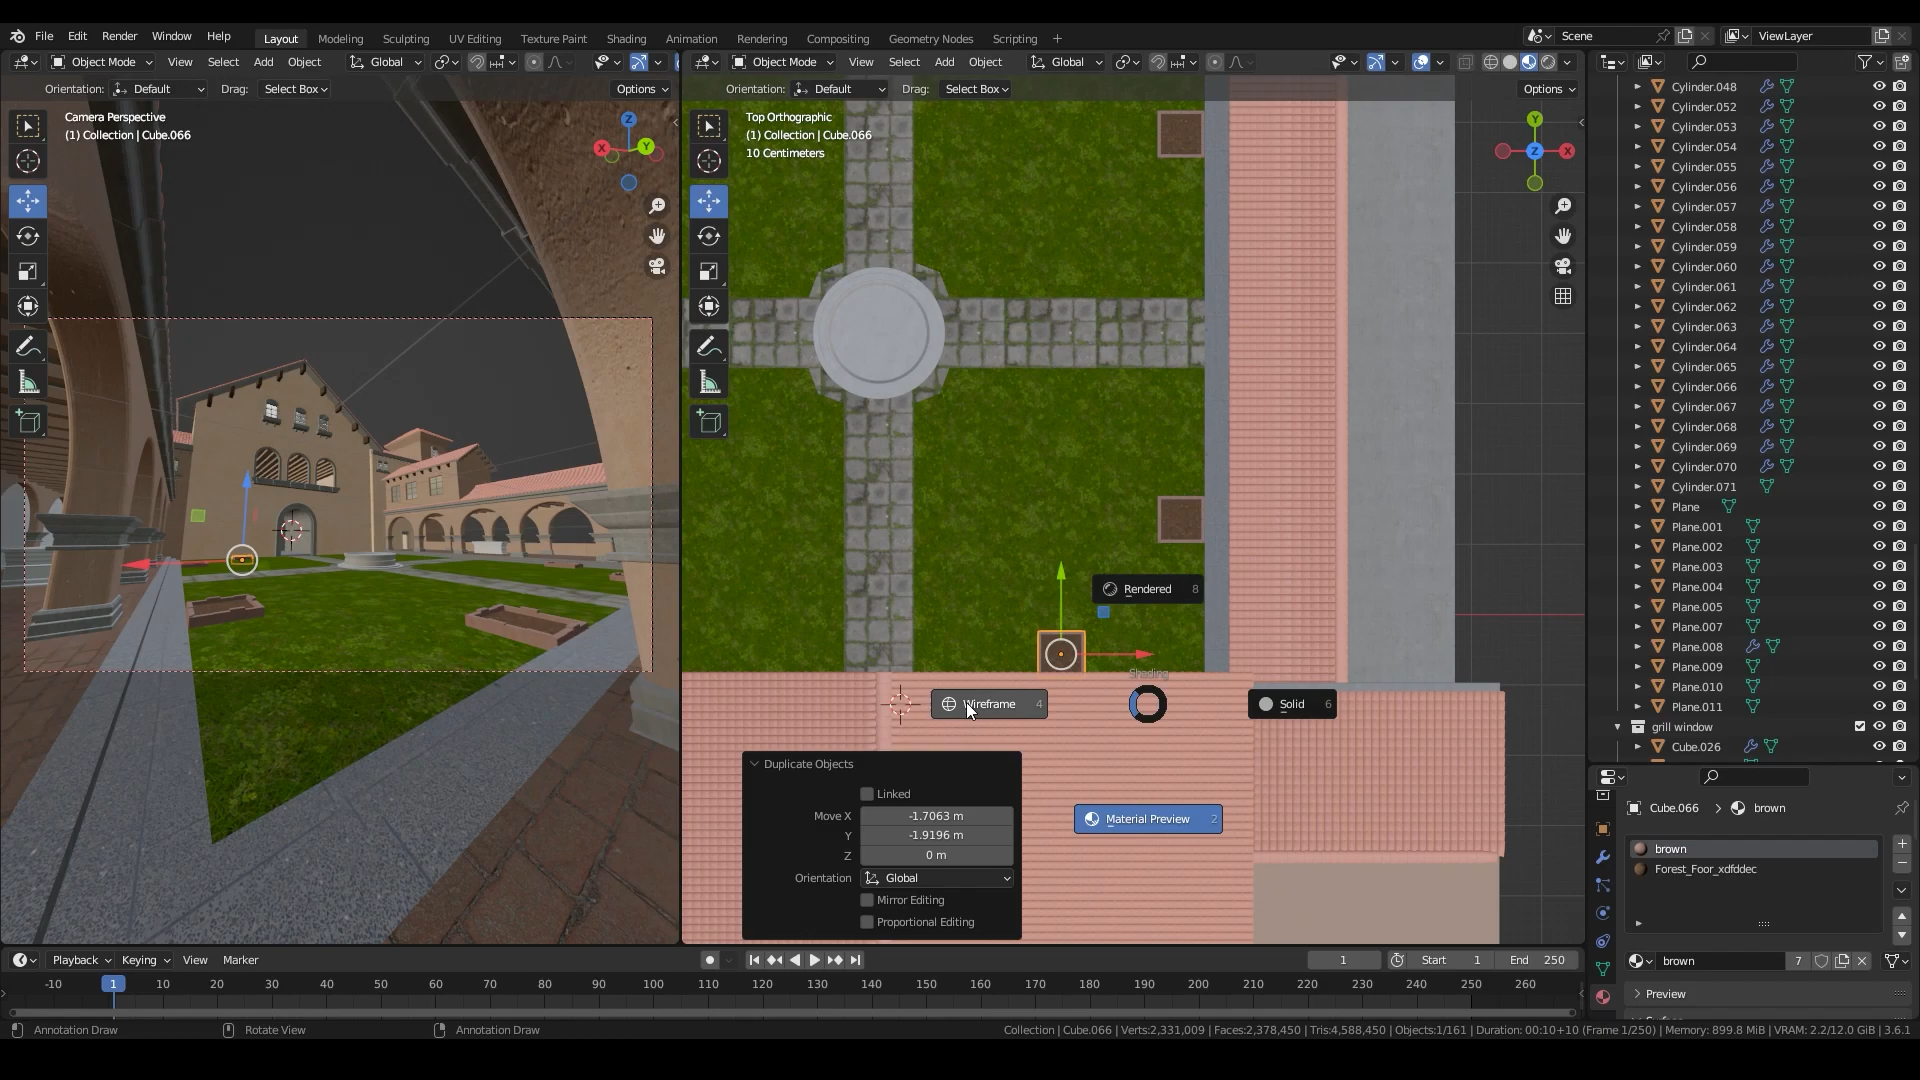 File Edit Render Window Help Layout Modeling Sculpting UV Editing Texture Paint Shading Animation Rendering Compositing Geometry Nodes Scripting + Scene ViewLayer
Object Mode View Select Add Object Global
Object Mode View Select Add Object Global
Orientation: Default Drag: Select Box Options
Orientation: Default Drag: Select Box Options
Camera Perspective
(1) Collection | Cube.066
Z
X
Y
Top Orthographic
(1) Collection | Cube.066
10 Centimeters
Y
Z
X
Rendered 8
Shading
Wireframe 4
Solid 6
Material Preview 2
Duplicate Objects
Linked
Move X -1.7063 m
Y -1.9196 m
Z 0 m
Orientation Global
Mirror Editing
Proportional Editing
Cylinder.048
Cylinder.052
Cylinder.053
Cylinder.054
Cylinder.055
Cylinder.056
Cylinder.057
Cylinder.058
Cylinder.059
Cylinder.060
Cylinder.061
Cylinder.062
Cylinder.063
Cylinder.064
Cylinder.065
Cylinder.066
Cylinder.067
Cylinder.068
Cylinder.069
Cylinder.070
Cylinder.071
Plane
Plane.001
Plane.002
Plane.003
Plane.004
Plane.005
Plane.007
Plane.008
Plane.009
Plane.010
Plane.011
grill window
Cube.026
Cube.066 > brown
brown
Forest_Foor_xdfddec
brown 7
Preview
Playback Keying View Marker 1 Start 1 End 250
-10 1 10 20 30 40 50 60 70 80 90 100 110 120 130 140 150 160 170 180 190 200 210 220 230 240 250 260
Annotation Draw Rotate View Annotation Draw Collection | Cube.066 | Verts:2,331,009 | Faces:2,378,450 | Tris:4,588,450 | Objects:1/161 | Duration: 00:10+10 (Frame 1/250) | Memory: 899.8 MiB | VRAM: 2.2/12.0 GiB | 3.6.1